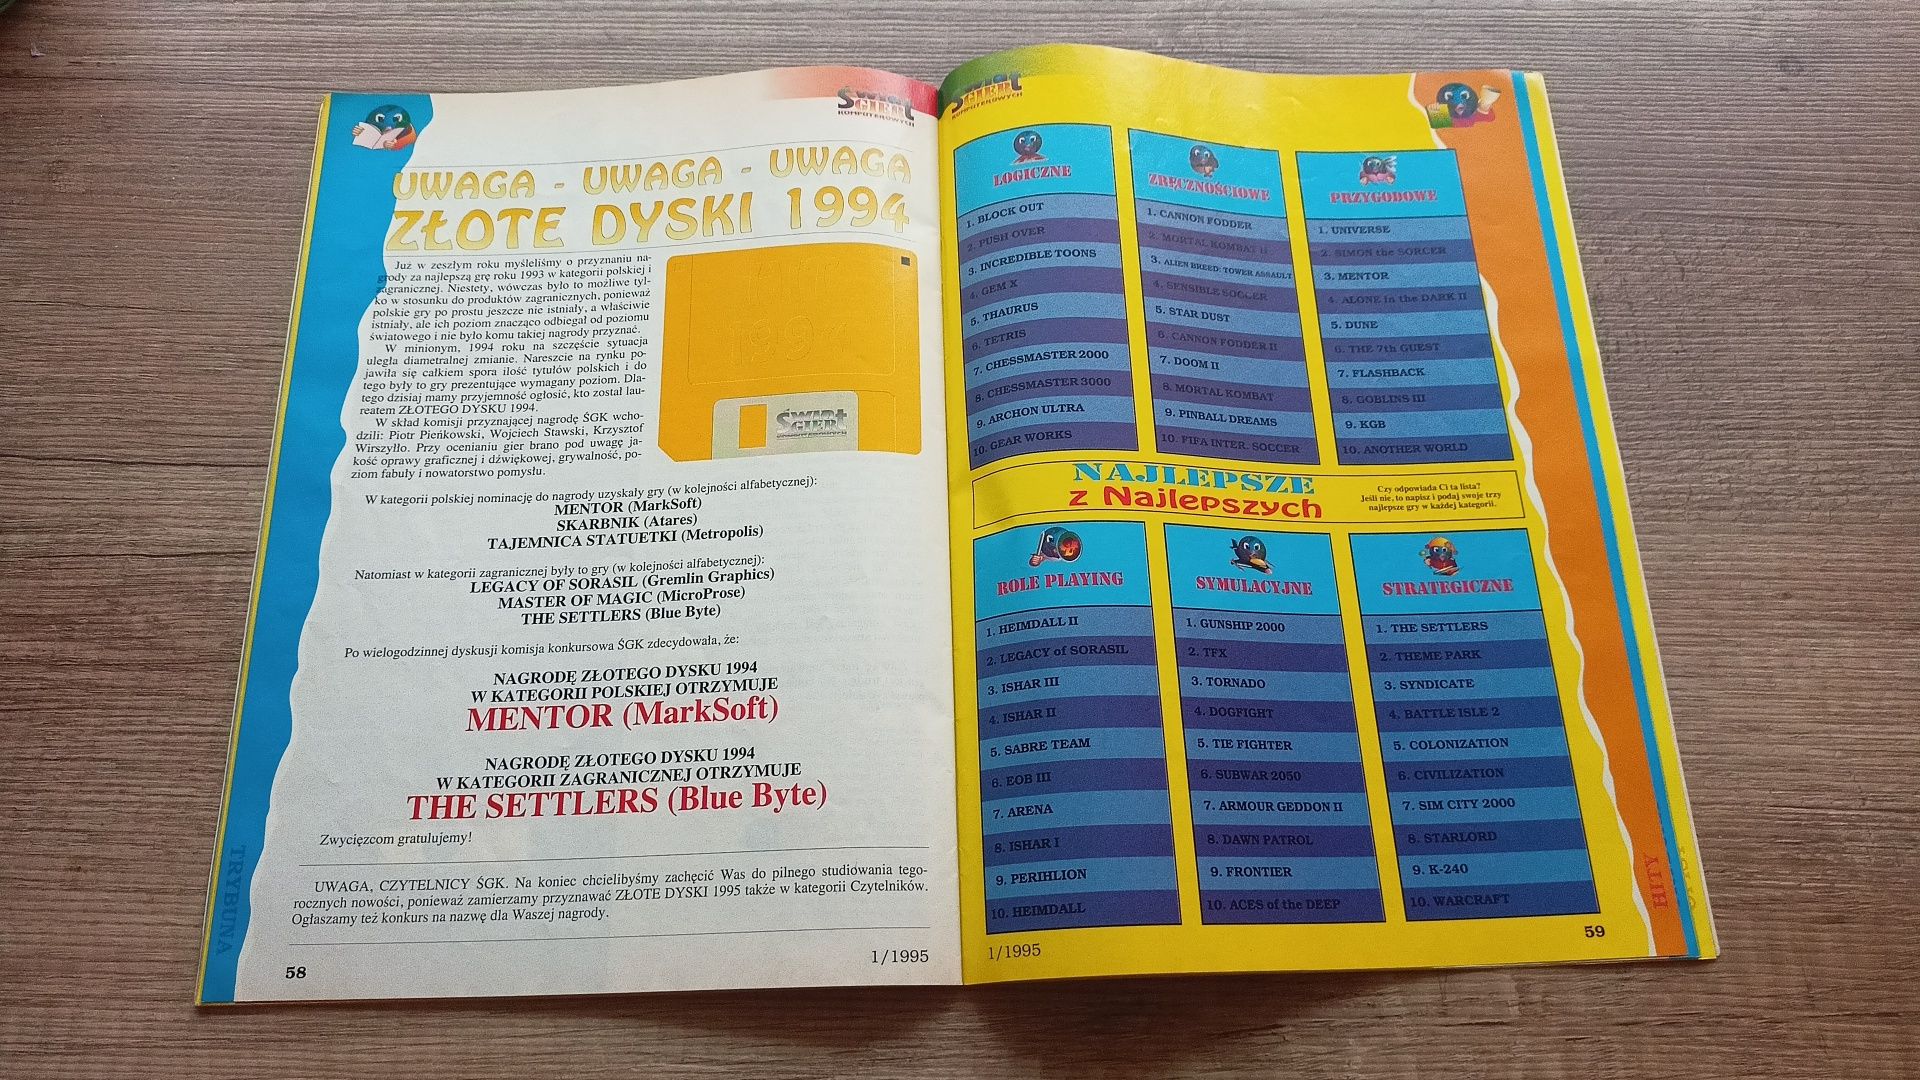 Świat
GIER
KOMPUTEROWYCH
UWAGA - UWAGA - UWAGA
ZŁOTE DYSKI 1994
Już w zeszłym roku myśleliśmy o przyznaniu na-
grody za najlepszą grę roku 1993 w kategorii polskiej i
zagranicznej. Niestety, wówczas było to możliwe tyl-
ko w stosunku do produktów zagranicznych, ponieważ
polskie gry po prostu jeszcze nie istniały, a właściwie
istniały, ale ich poziom znacząco odbiegał od poziomu
światowego i nie było komu takiej nagrody przyznać.
W minionym, 1994 roku na szczęście sytuacja
uległa diametralnej zmianie. Nareszcie na rynku po-
jawiła się całkiem spora ilość tytułów polskich i do
tego były to gry prezentujące wymagany poziom. Dla-
tego dzisiaj mamy przyjemność ogłosić, kto został lau-
reatem ZŁOTEGO DYSKU 1994.
W skład komisji przyznającej nagrodę ŚGK wcho-
dzili: Piotr Pieńkowski, Wojciech Stawski, Krzysztof
Wirszyłło. Przy ocenianiu gier brano pod uwagę ja-
kość oprawy graficznej i dźwiękowej, grywalność, po-
ziom fabuły i nowatorstwo pomysłu.
ŚWIAT
GIER
KOMPUTEROWYCH
W kategorii polskiej nominację do nagrody uzyskały gry (w kolejności alfabetycznej):
MENTOR (MarkSoft)
SKARBNIK (Atares)
TAJEMNICA STATUETKI (Metropolis)
Natomiast w kategorii zagranicznej były to gry (w kolejności alfabetycznej):
LEGACY OF SORASIL (Gremlin Graphics)
MASTER OF MAGIC (MicroProse)
THE SETTLERS (Blue Byte)
Po wielogodzinnej dyskusji komisja konkursowa ŚGK zdecydowała, że:
NAGRODĘ ZŁOTEGO DYSKU 1994
W KATEGORII POLSKIEJ OTRZYMUJE
MENTOR (MarkSoft)
NAGRODĘ ZŁOTEGO DYSKU 1994
W KATEGORII ZAGRANICZNEJ OTRZYMUJE
THE SETTLERS (Blue Byte)
Zwycięzcom gratulujemy!
UWAGA, CZYTELNICY ŚGK. Na koniec chcielibyśmy zachęcić Was do pilnego studiowania tego-
rocznych nowości, ponieważ zamierzamy przyznawać ZŁOTE DYSKI 1995 także w kategorii Czytelników.
Ogłaszamy też konkurs na nazwę dla Waszej nagrody.
TRYBUNA
58
1/1995
Świat
GIER
KOMPUTEROWYCH
LOGICZNE
1. BLOCK OUT
2. PUSH OVER
3. INCREDIBLE TOONS
4. GEM X
5. THAURUS
6. TETRIS
7. CHESSMASTER 2000
8. CHESSMASTER 3000
9. ARCHON ULTRA
10. GEAR WORKS
ZRĘCZNOŚCIOWE
1. CANNON FODDER
2. MORTAL KOMBAT II
3. ALIEN BREED: TOWER ASSAULT
4. SENSIBLE SOCCER
5. STAR DUST
6. CANNON FODDER II
7. DOOM II
8. MORTAL KOMBAT
9. PINBALL DREAMS
10. FIFA INTER. SOCCER
PRZYGODOWE
1. UNIVERSE
2. SIMON the SORCER
3. MENTOR
4. ALONE in the DARK II
5. DUNE
6. THE 7th GUEST
7. FLASHBACK
8. GOBLINS III
9. KGB
10. ANOTHER WORLD
NAJLEPSZE
z Najlepszych
Czy odpowiada Ci ta lista?
Jeśli nie, to napisz i podaj swoje trzy
najlepsze gry w każdej kategorii.
ROLE PLAYING
1. HEIMDALL II
2. LEGACY of SORASIL
3. ISHAR III
4. ISHAR II
5. SABRE TEAM
6. EOB III
7. ARENA
8. ISHAR I
9. PERIHLION
10. HEIMDALL
SYMULACYJNE
1. GUNSHIP 2000
2. TFX
3. TORNADO
4. DOGFIGHT
5. TIE FIGHTER
6. SUBWAR 2050
7. ARMOUR GEDDON II
8. DAWN PATROL
9. FRONTIER
10. ACES of the DEEP
STRATEGICZNE
1. THE SETTLERS
2. THEME PARK
3. SYNDICATE
4. BATTLE ISLE 2
5. COLONIZATION
6. CIVILIZATION
7. SIM CITY 2000
8. STARLORD
9. K-240
10. WARCRAFT
HITY
1/1995
59